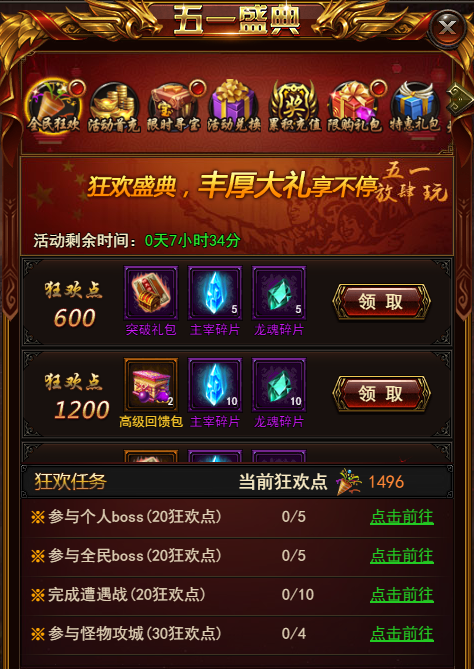 五一盛典
全民狂欢 活动首充 限时寻宝 活动兑换 累积充值 限购礼包 特惠礼包
狂欢盛典，丰厚大礼享不停
五一
放肆玩
活动剩余时间：0天7小时34分
狂欢点
600
5 5
突破礼包 主宰碎片 龙魂碎片
领取
狂欢点
1200
2 10 10
高级回馈包 主宰碎片 龙魂碎片
领取
狂欢任务 当前狂欢点 1496
※参与个人boss(20狂欢点) 0/5 点击前往
※参与全民boss(20狂欢点) 0/5 点击前往
※完成遭遇战(20狂欢点) 0/10 点击前往
※参与怪物攻城(30狂欢点) 0/4 点击前往